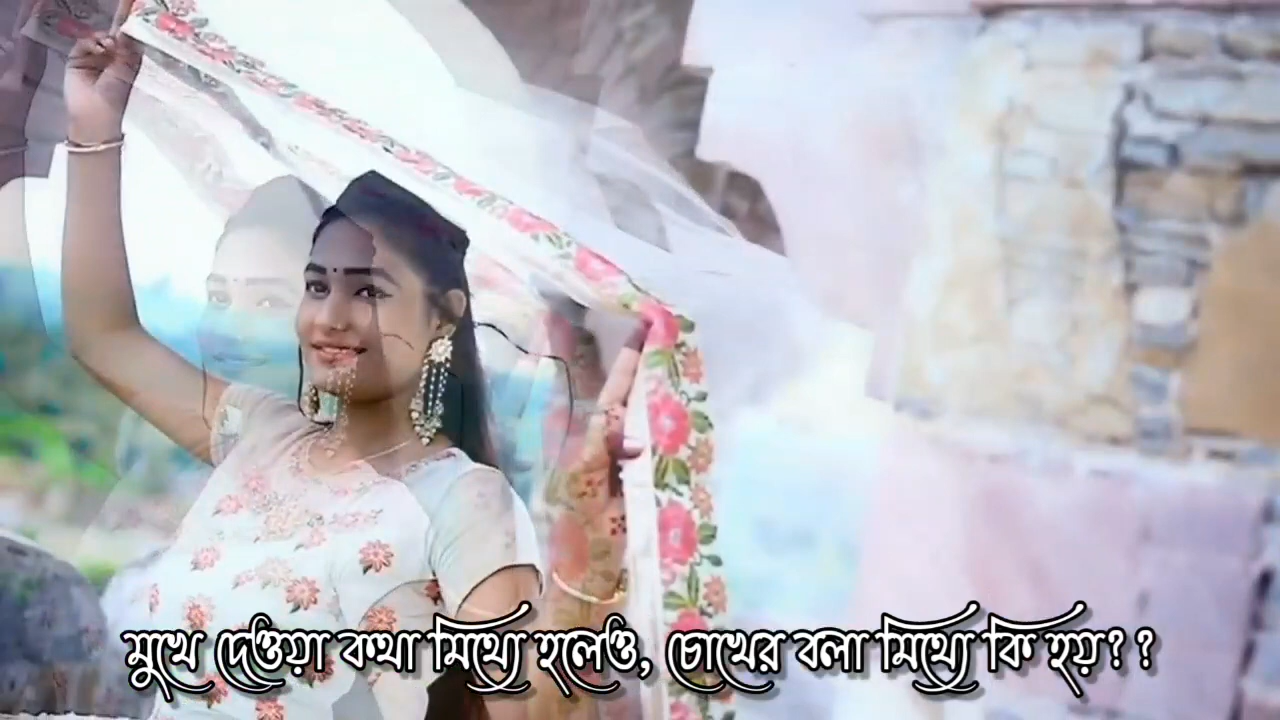 মুখে দেওয়া কথা মিথ্যে হলেও, চোখের বলা মিথ্যে কি হয়??